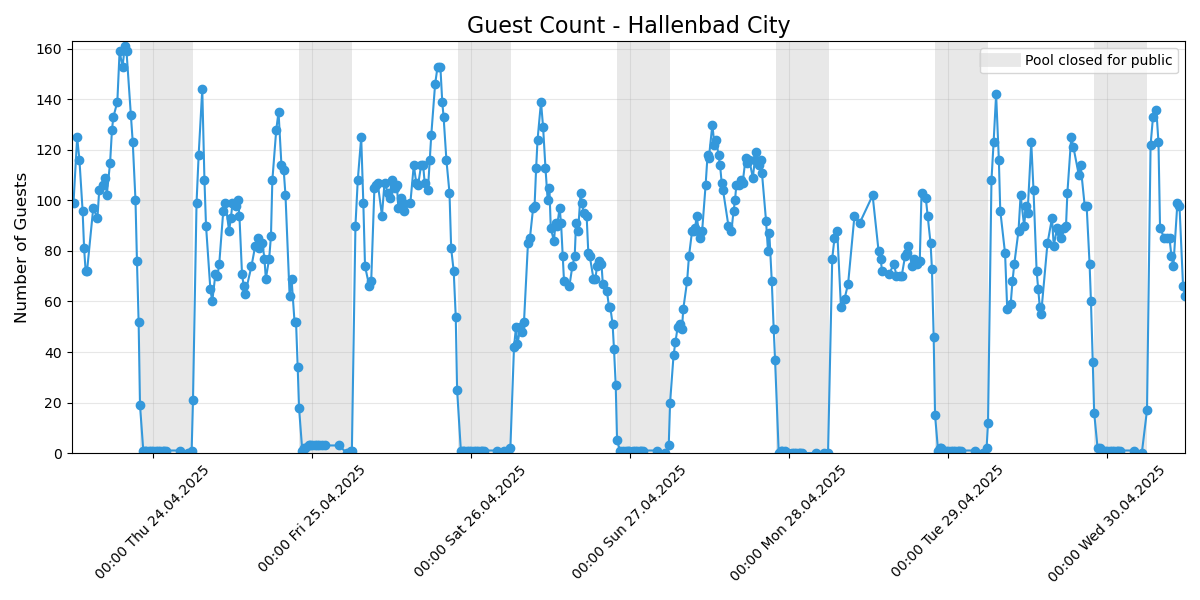 Guest Count - Hallenbad City
Pool closed for public
Number of Guests
160
140
120
100
80
60
40
20
0
00:00 Thu 24.04.2025
00:00 Fri 25.04.2025
00:00 Sat 26.04.2025
00:00 Sun 27.04.2025
00:00 Mon 28.04.2025
00:00 Tue 29.04.2025
00:00 Wed 30.04.2025